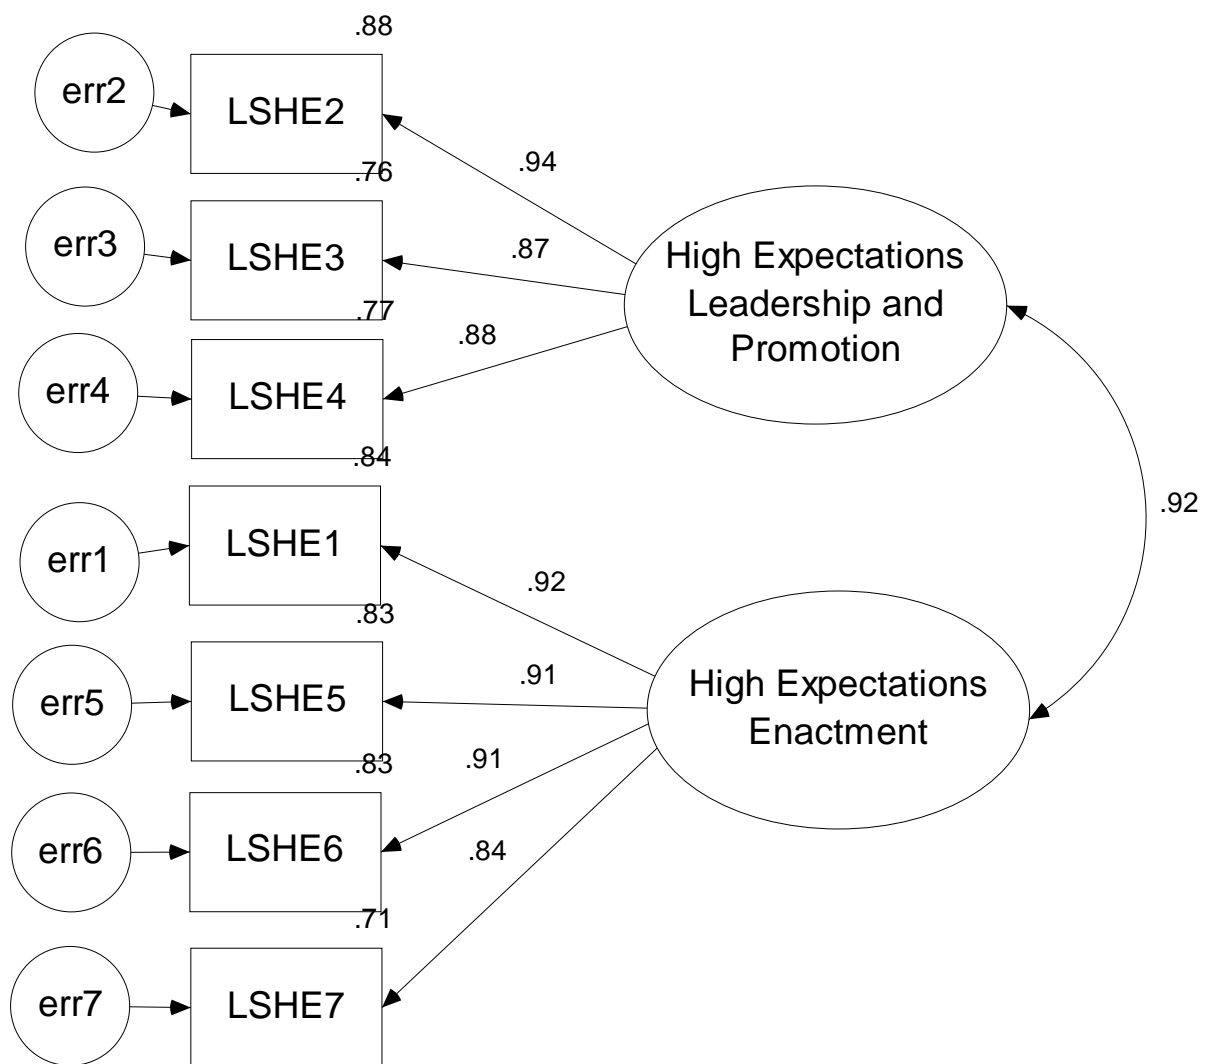 .88
err2
LSHE2
.94
.76
err3
LSHE3
.87
High Expectations
Leadership and
Promotion
.77
err4
LSHE4
.88
.84
err1
LSHE1
.92
.92
.83
err5
LSHE5
.91
High Expectations
Enactment
.83
err6
LSHE6
.91
.84
.71
err7
LSHE7